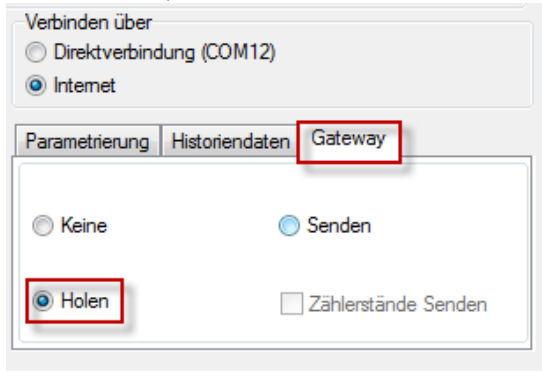 Verbinden über
Direktverbindung (COM12)
Internet
Parametrierung Historiendaten Gateway
Keine Senden
Holen Zählerstände Senden